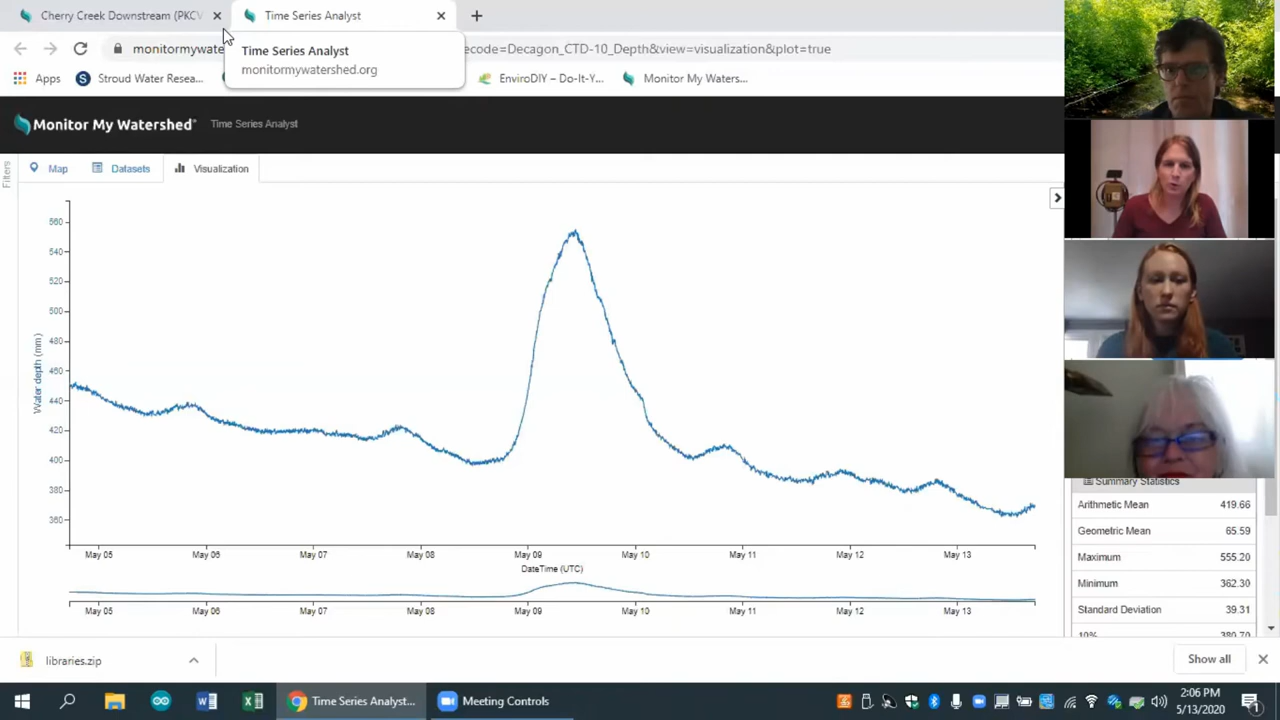 Cherry Creek Downstream (PKCV
Time Series Analyst
monitormywate
ecode=Decagon_CTD-10_Depth&view=visualization&plot=true
Time Series Analyst
monitormywatershed.org
Apps
Stroud Water Resea...
EnviroDIY – Do-It-Y...
Monitor My Waters...
Monitor My Watershed®
Time Series Analyst
Filters
Map
Datasets
Visualization
Water depth (mm)
560
540
520
500
480
460
440
420
400
380
360
May 05
May 06
May 07
May 08
May 09
May 10
May 11
May 12
May 13
DateTime (UTC)
May 05
May 06
May 07
May 08
May 09
May 10
May 11
May 12
May 13
Summary Statistics
Arithmetic Mean 419.66
Geometric Mean 65.59
Maximum 555.20
Minimum 362.30
Standard Deviation 39.31
10% 380.70
libraries.zip
Show all
Time Series Analyst...
Meeting Controls
2:06 PM
5/13/2020